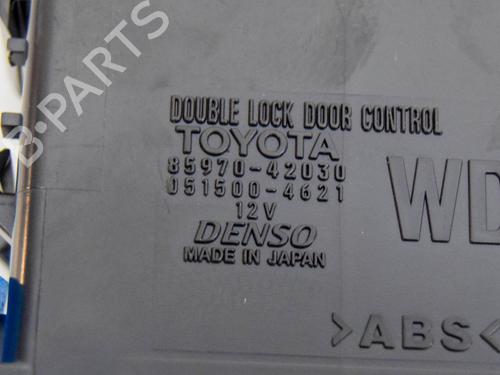 B·PARTS
DOUBLE LOCK DOOR CONTROL
TOYOTA
85970-42030
051500-4621
12V
DENSO
MADE IN JAPAN
WD
>ABS<